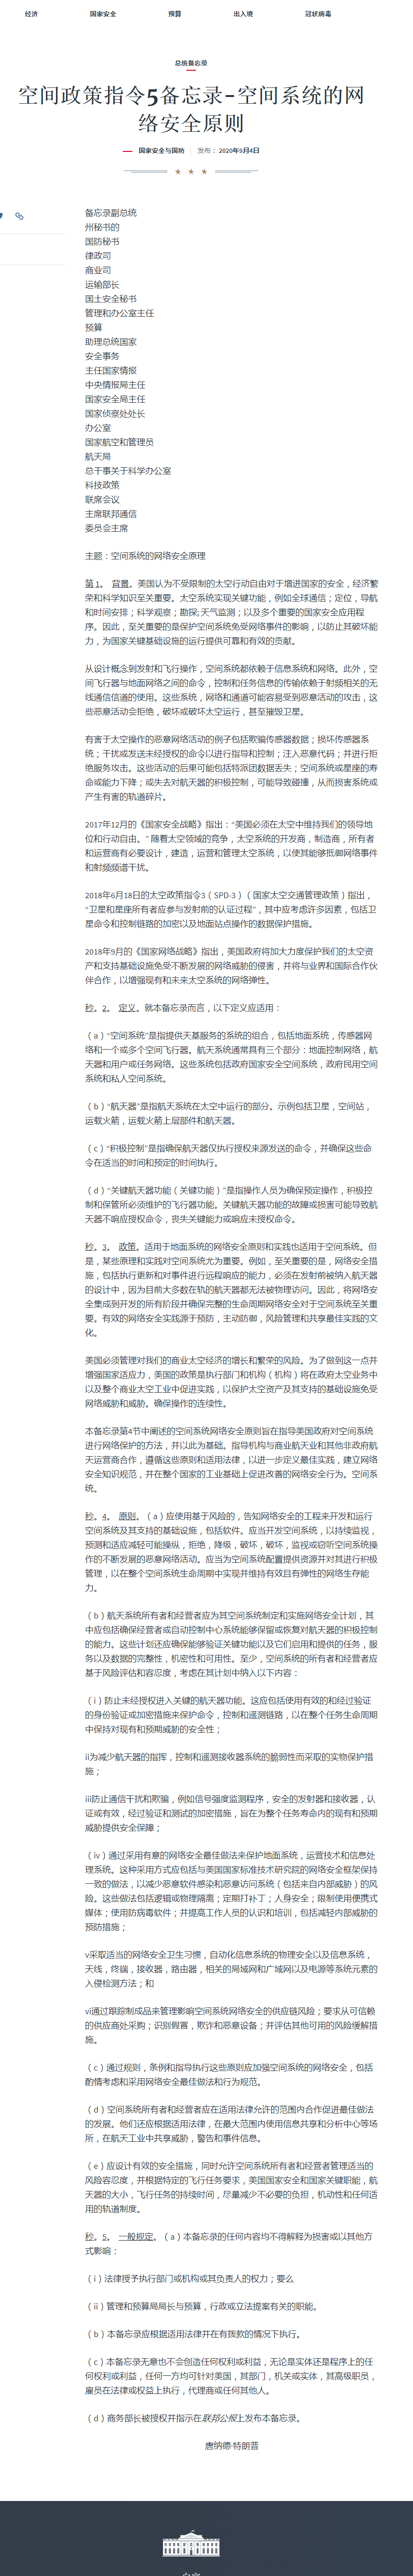 经济 国家安全 预算 出入境 冠状病毒
总统备忘录
空间政策指令5备忘录-空间系统的网
络安全原则
国家安全与国防 发布： 2020年9月4日
备忘录副总统
州秘书的
国防秘书
律政司
商业司
运输部长
国土安全秘书
管理和办公室主任
预算
助理总统国家
安全事务
主任国家情报
中央情报局主任
国家安全局主任
国家侦察处处长
办公室
国家航空和管理员
航天局
总干事关于科学办公室
科技政策
联席会议
主席联邦通信
委员会主席
主题：空间系统的网络安全原理
第 1。 背景。美国认为不受限制的太空行动自由对于增进国家的安全，经济繁
荣和科学知识至关重要。太空系统实现关键功能，例如全球通信；定位，导航
和时间安排；科学观察；勘探; 天气监测；以及多个重要的国家安全应用程
序。因此，至关重要的是保护空间系统免受网络事件的影响，以防止其破坏能
力，为国家关键基础设施的运行提供可靠和有效的贡献。
从设计概念到发射和飞行操作，空间系统都依赖于信息系统和网络。此外，空
间飞行器与地面网络之间的命令，控制和任务信息的传输依赖于射频相关的无
线通信信道的使用。这些系统，网络和通道可能容易受到恶意活动的攻击，这
些恶意活动会拒绝，破坏或破坏太空运行，甚至摧毁卫星。
有害于太空操作的恶意网络活动的例子包括欺骗传感器数据；损坏传感器系
统；干扰或发送未经授权的命令以进行指导和控制；注入恶意代码；并进行拒
绝服务攻击。这些活动的后果可能包括特派团数据丢失；空间系统或星座的寿
命或能力下降；或失去对航天器的积极控制，可能导致碰撞，从而损害系统或
产生有害的轨道碎片。
2017年12月的《国家安全战略》指出：“美国必须在太空中维持我们的领导地
位和行动自由。” 随着太空领域的竞争，太空系统的开发商，制造商，所有者
和运营商有必要设计，建造，运营和管理太空系统，以使其能够抵御网络事件
和射频频谱干扰。
2018年6月18日的太空政策指令3（SPD-3）（国家太空交通管理政策）指出，
“卫星和星座所有者应参与发射前的认证过程”，其中应考虑许多因素，包括卫
星命令和控制链路的加密以及地面站点操作的数据保护措施。
2018年9月的《国家网络战略》指出，美国政府将加大力度保护我们的太空资
产和支持基础设施免受不断发展的网络威胁的侵害，并将与业界和国际合作伙
伴合作，以增强现有和未来太空系统的网络弹性。
秒。2。 定义。就本备忘录而言，以下定义应适用：
（a）“空间系统”是指提供天基服务的系统的组合，包括地面系统，传感器网
络和一个或多个空间飞行器。航天系统通常具有三个部分：地面控制网络，航
天器和用户或任务网络。这些系统包括政府国家安全空间系统，政府民用空间
系统和私人空间系统。
（b）“航天器”是指航天系统在太空中运行的部分。示例包括卫星，空间站，
运载火箭，运载火箭上层部件和航天器。
（c）“积极控制”是指确保航天器仅执行授权来源发送的命令，并确保这些命
令在适当的时间和预定的时间执行。
（d）“关键航天器功能（关键功能）”是指操作人员为确保预定操作，积极控
制和保管所必须维护的飞行器功能。关键航天器功能的故障或损害可能导致航
天器不响应授权命令，丧失关键能力或响应未授权命令。
秒。3。 政策。适用于地面系统的网络安全原则和实践也适用于空间系统。但
是，某些原理和实践对空间系统尤为重要。例如，至关重要的是，网络安全措
施，包括执行更新和对事件进行远程响应的能力，必须在发射前被纳入航天器
的设计中，因为目前大多数在轨的航天器都无法被物理访问。因此，将网络安
全集成到开发的所有阶段并确保完整的生命周期网络安全对于空间系统至关重
要。有效的网络安全实践源于预防，主动防御，风险管理和共享最佳实践的文
化。
美国必须管理对我们的商业太空经济的增长和繁荣的风险。为了做到这一点并
增强国家适应力，美国的政策是执行部门和机构（机构）将在政府太空业务中
以及整个商业太空工业中促进实践，以保护太空资产及其支持的基础设施免受
网络威胁和威胁。确保操作的连续性。
本备忘录第4节中阐述的空间系统网络安全原则旨在指导美国政府对空间系统
进行网络保护的方法，并以此为基础。指导机构与商业航天业和其他非政府航
天运营商合作，遵循这些原则和适用法律，以进一步定义最佳实践，建立网络
安全知识规范，并在整个国家的工业基础上促进改善的网络安全行为。空间系
统。
秒。4。 原则。（a）应使用基于风险的，告知网络安全的工程来开发和运行
空间系统及其支持的基础设施，包括软件。应当开发空间系统，以持续监视，
预测和适应减轻可能操纵，拒绝，降级，破坏，破坏，监视或窃听空间系统操
作的不断发展的恶意网络活动。应当为空间系统配置提供资源并对其进行积极
管理，以在整个空间系统生命周期中实现并维持有效且有弹性的网络生存能
力。
（b）航天系统所有者和经营者应为其空间系统制定和实施网络安全计划，其
中应包括确保经营者或自动控制中心系统能够保留或恢复对航天器的积极控制
的能力。这些计划还应确保能够验证关键功能以及它们启用和提供的任务，服
务以及数据的完整性，机密性和可用性。至少，空间系统的所有者和经营者应
基于风险评估和容忍度，考虑在其计划中纳入以下内容：
（i）防止未经授权进入关键的航天器功能。这应包括使用有效的和经过验证
的身份验证或加密措施来保护命令，控制和遥测链路，以在整个任务生命周期
中保持对现有和预期威胁的安全性；
ii为减少航天器的指挥，控制和遥测接收器系统的脆弱性而采取的实物保护措
施；
iii防止通信干扰和欺骗，例如信号强度监测程序，安全的发射器和接收器，认
证或有效，经过验证和测试的加密措施，旨在为整个任务寿命内的现有和预期
威胁提供安全保障；
（iv）通过采用有意的网络安全最佳做法来保护地面系统，运营技术和信息处
理系统。这种采用方式应包括与美国国家标准技术研究院的网络安全框架保持
一致的做法，以减少恶意软件感染和恶意访问系统（包括来自内部威胁）的风
险。这些做法包括逻辑或物理隔离；定期打补丁；人身安全；限制使用便携式
媒体；使用防病毒软件；并提高工作人员的认识和培训，包括减轻内部威胁的
预防措施；
v采取适当的网络安全卫生习惯，自动化信息系统的物理安全以及信息系统，
天线，终端，接收器，路由器，相关的局域网和广域网以及电源等系统元素的
入侵检测方法；和
vi通过跟踪制成品来管理影响空间系统网络安全的供应链风险；要求从可信赖
的供应商处采购；识别假冒，欺诈和恶意设备；并评估其他可用的风险缓解措
施。
（c）通过规则，条例和指导执行这些原则应加强空间系统的网络安全，包括
酌情考虑和采用网络安全最佳做法和行为规范。
（d）空间系统所有者和经营者应在适用法律允许的范围内合作促进最佳做法
的发展。他们还应根据适用法律，在最大范围内使用信息共享和分析中心等场
所，在航天工业中共享威胁，警告和事件信息。
（e）应设计有效的安全措施，同时允许空间系统所有者和经营者管理适当的
风险容忍度，并根据特定的飞行任务要求，美国国家安全和国家关键职能，航
天器的大小，飞行任务的持续时间，尽量减少不必要的负担，机动性和任何适
用的轨道制度。
秒。5。 一般规定。（a）本备忘录的任何内容均不得解释为损害或以其他方
式影响：
（i）法律授予执行部门或机构或其负责人的权力；要么
（ii）管理和预算局局长与预算，行政或立法提案有关的职能。
（b）本备忘录应根据适用法律并在有拨款的情况下执行。
（c）本备忘录无意也不会创造任何权利或利益，无论是实体还是程序上的任
何权利或利益，任何一方均可针对美国，其部门，机关或实体，其高级职员，
雇员在法律或权益上执行，代理商或任何其他人。
（d）商务部长被授权并指示在联邦公报上发布本备忘录。
唐纳德·特朗普